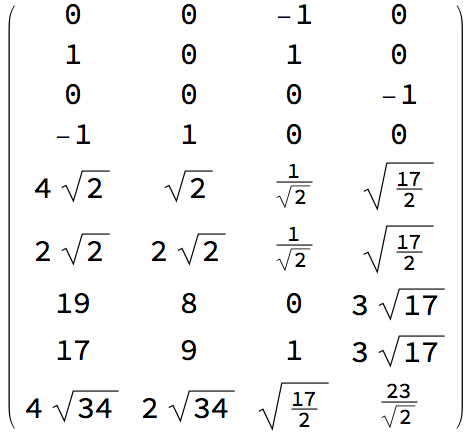 0 0 −1 0
1 0 1 0
0 0 0 −1
−1 1 0 0
4 √2 √2 1/√2 √(17/2)
2 √2 2 √2 1/√2 √(17/2)
19 8 0 3 √17
17 9 1 3 √17
4 √34 2 √34 √(17/2) 23/√2